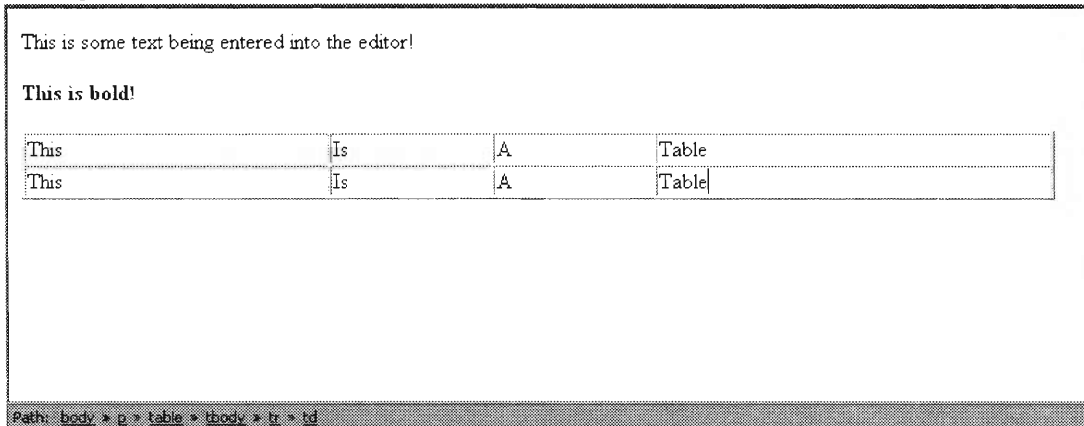 This is some text being entered into the editor!
This is bold!
This Is A Table
This Is A Table
Path: body » p » table » tbody » tr » td